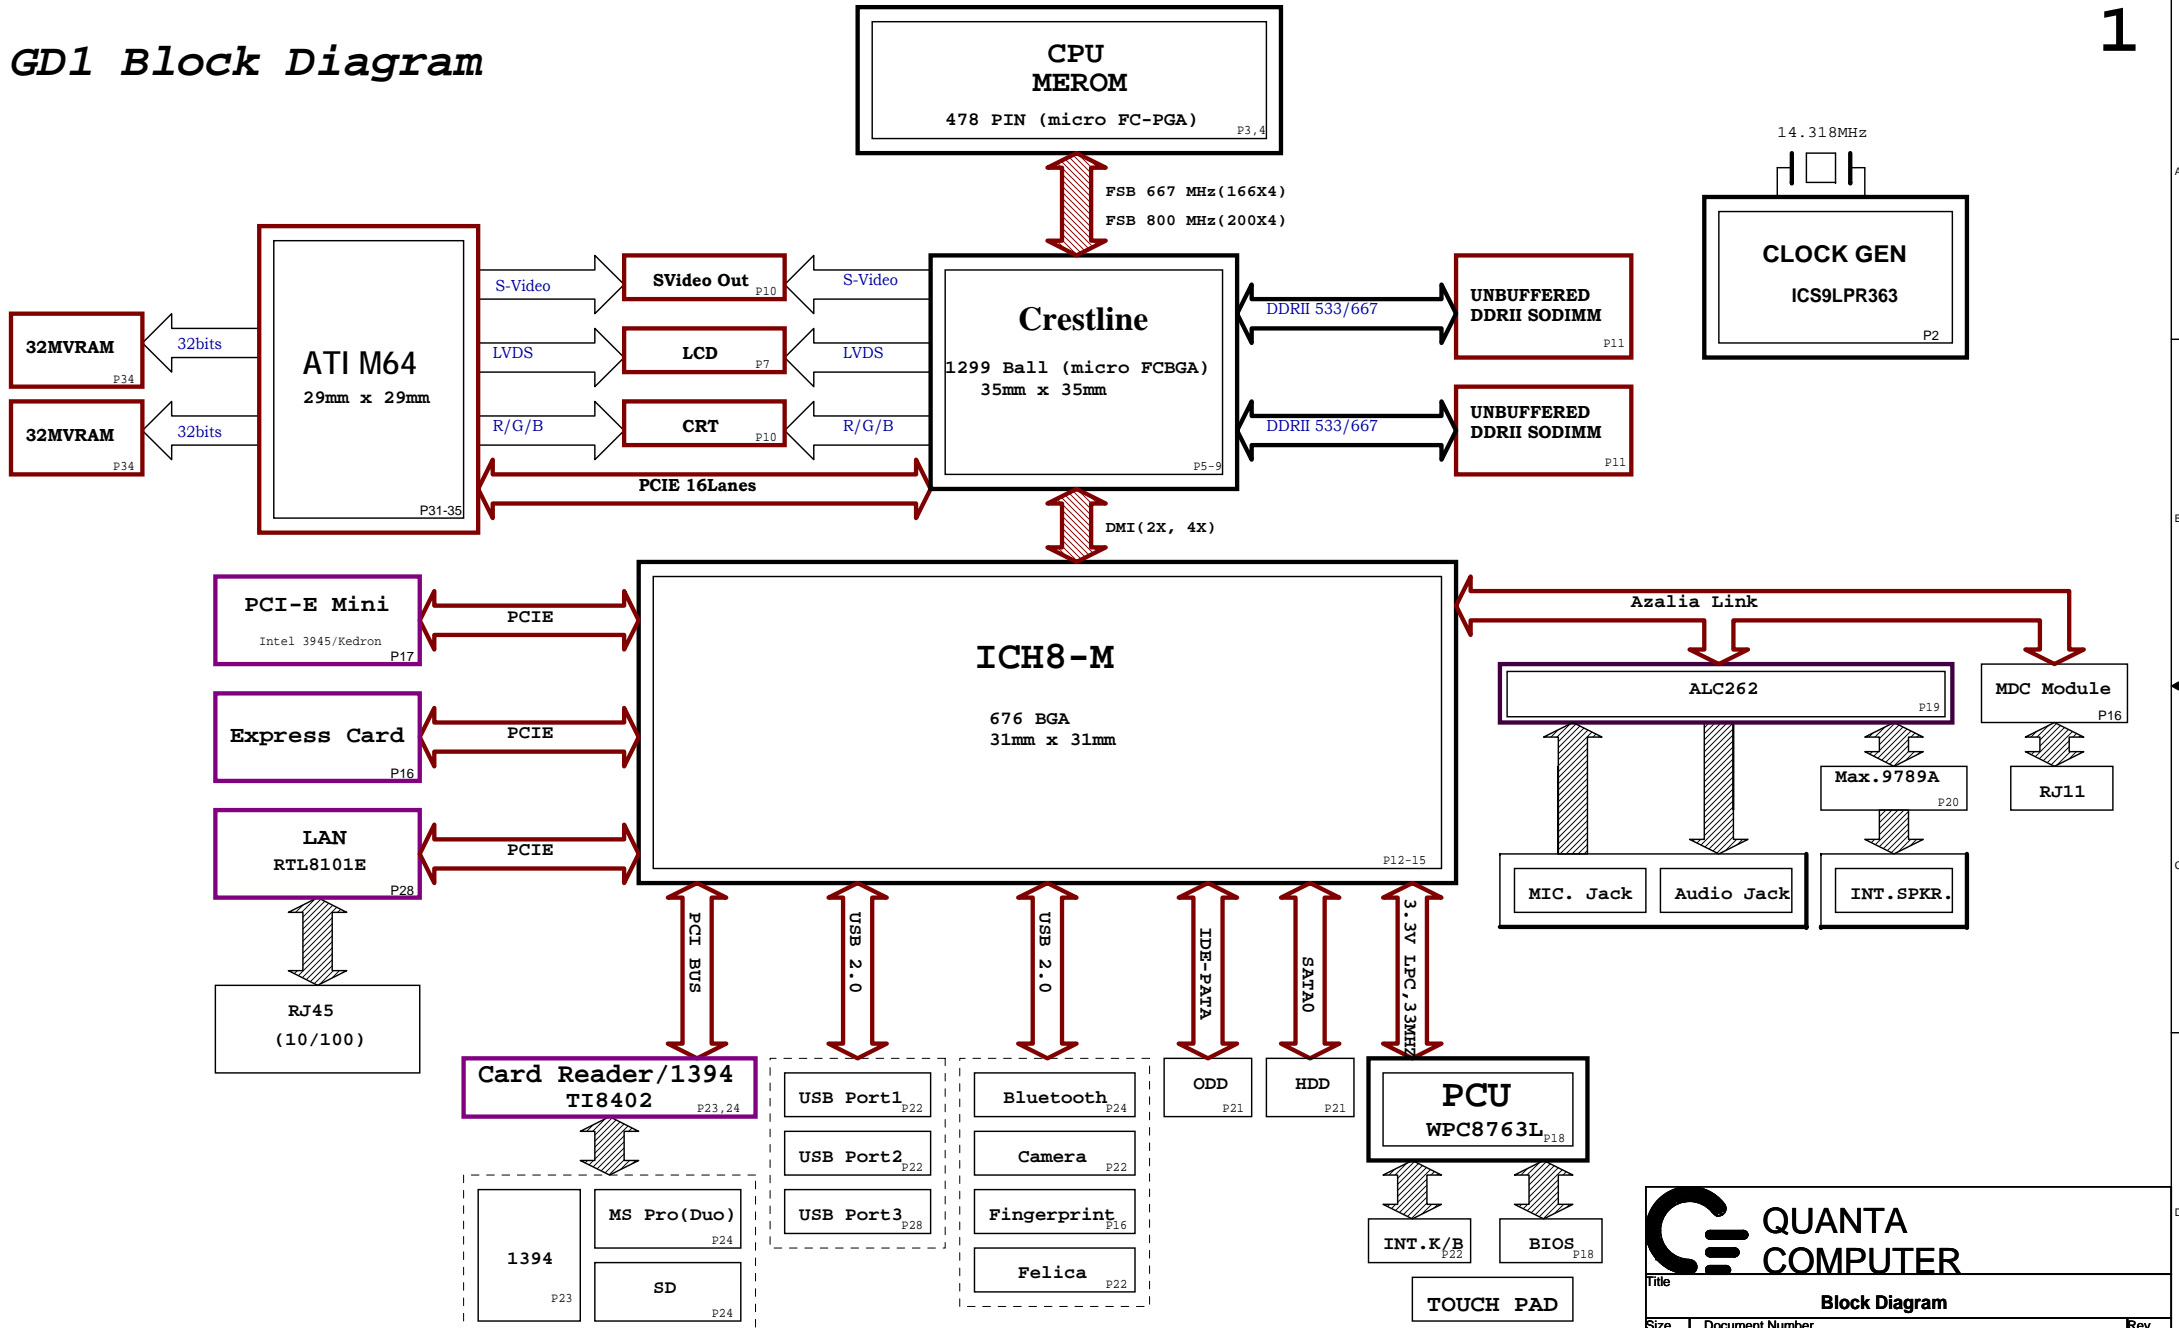 GD1 Block Diagram
1
CPU
MEROM
478 PIN (micro FC-PGA)
P3,4
14.318MHz
FSB 667 MHz(166X4)
FSB 800 MHz(200X4)
CLOCK GEN
ICS9LPR363
P2
A
32MVRAM
P34
32bits
32MVRAM
P34
32bits
ATI M64
29mm x 29mm
P31-35
S-Video
SVideo Out
P10
S-Video
LVDS
LCD
P7
LVDS
R/G/B
CRT
P10
R/G/B
PCIE 16Lanes
Crestline
1299 Ball (micro FCBGA)
35mm x 35mm
P5-9
DDRII 533/667
UNBUFFERED
DDRII SODIMM
P11
DDRII 533/667
UNBUFFERED
DDRII SODIMM
P11
DMI(2X, 4X)
B
PCI-E Mini
Intel 3945/Kedron
P17
PCIE
Express Card
P16
PCIE
LAN
RTL8101E
P28
PCIE
RJ45
(10/100)
ICH8-M
676 BGA
31mm x 31mm
P12-15
Azalia Link
ALC262
P19
MDC Module
P16
Max.9789A
P20
RJ11
MIC. Jack
Audio Jack
INT.SPKR.
C
PCI BUS
USB 2.0
USB 2.0
IDE-PATA
SATA0
3.3V LPC,33MHZ
Card Reader/1394
TI8402
P23,24
1394
P23
MS Pro(Duo)
P24
SD
P24
USB Port1
P22
USB Port2
P22
USB Port3
P28
Bluetooth
P24
Camera
P22
Fingerprint
P16
Felica
P22
ODD
P21
HDD
P21
PCU
WPC8763L
P18
INT.K/B
P22
BIOS
P18
TOUCH PAD
D
QUANTA
COMPUTER
Title
Block Diagram
Size
Document Number
Rev